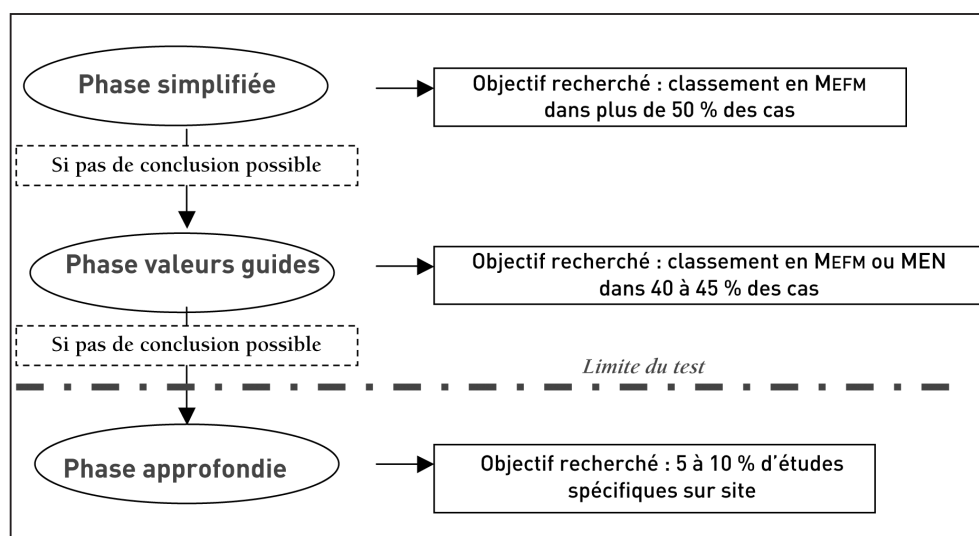 Phase simplifiée
Objectif recherché : classement en MEFM
dans plus de 50 % des cas
Si pas de conclusion possible
Phase valeurs guides
Objectif recherché : classement en MEFM ou MEN
dans 40 à 45 % des cas
Si pas de conclusion possible
Limite du test
Phase approfondie
Objectif recherché : 5 à 10 % d’études
spécifiques sur site